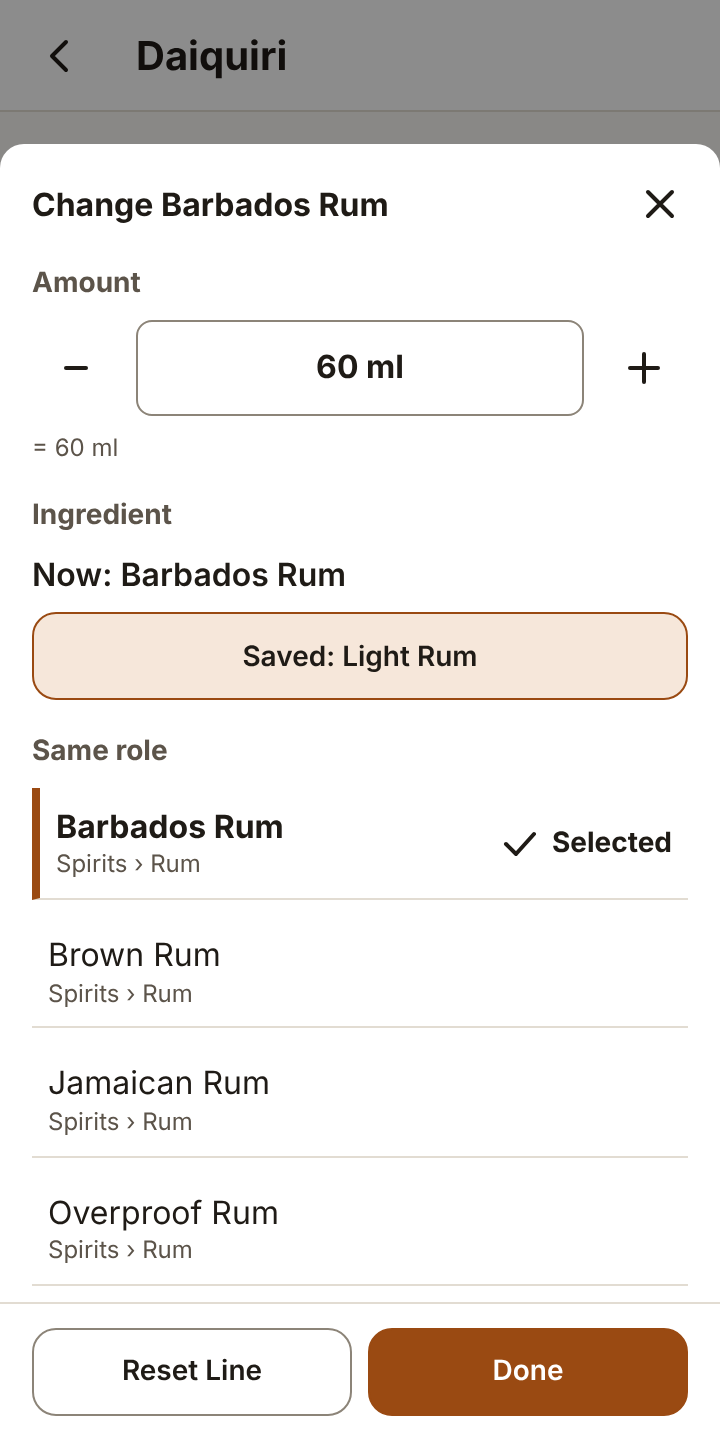 Daiquiri
Change Barbados Rum
Amount
60 ml
= 60 ml
Ingredient
Now: Barbados Rum
Saved: Light Rum
Same role
Barbados Rum
Spirits › Rum
Selected
Brown Rum
Spirits › Rum
Jamaican Rum
Spirits › Rum
Overproof Rum
Spirits › Rum
Reset Line
Done